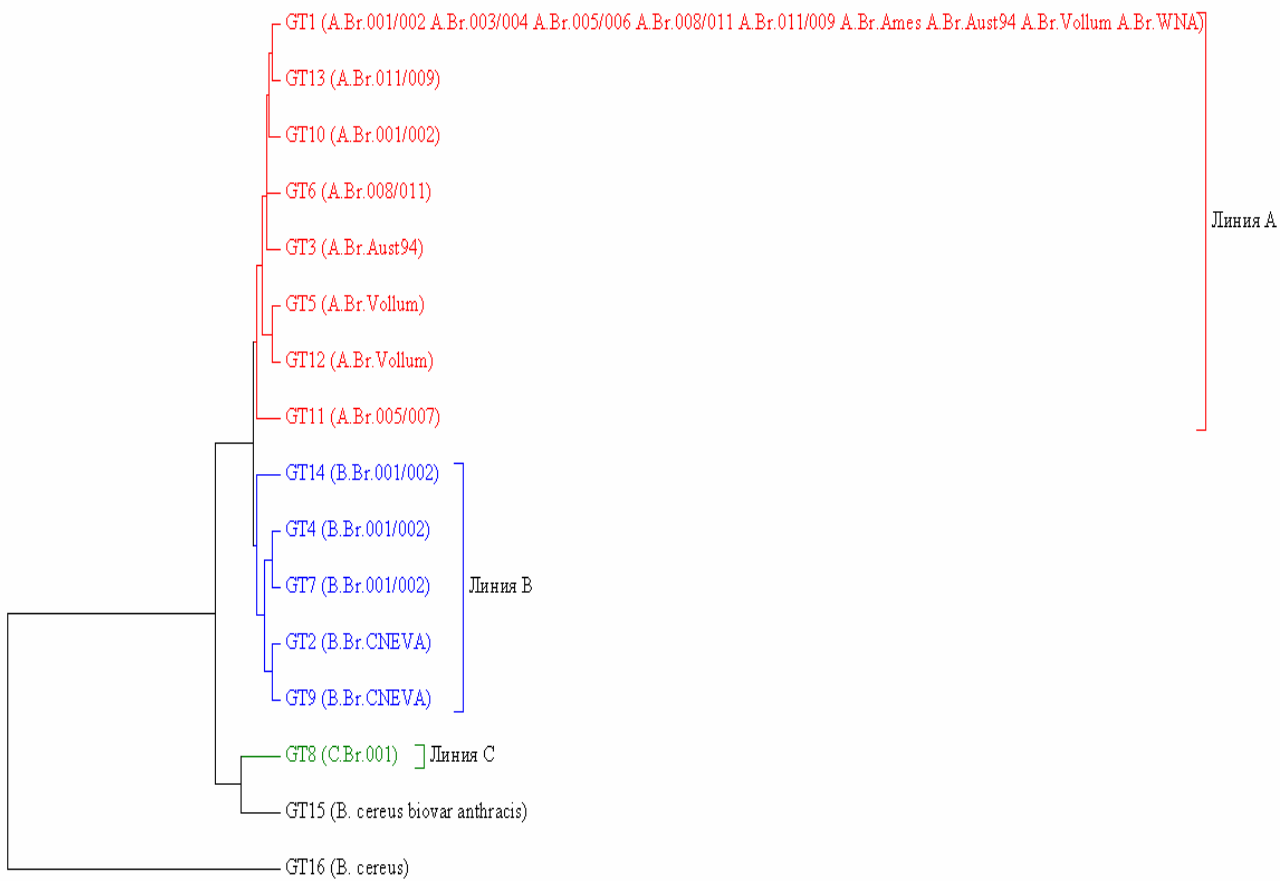 GT1 (A.Br.001/002 A.Br.003/004 A.Br.005/006 A.Br.008/011 A.Br.011/009 A.Br.Ames A.Br.Aust94 A.Br.Vollum A.Br.WNA)
GT13 (A.Br.011/009)
GT10 (A.Br.001/002)
GT6 (A.Br.008/011)
Линия А
GT3 (A.Br.Aust94)
GT5 (A.Br.Vollum)
GT12 (A.Br.Vollum)
GT11 (A.Br.005/007)
GT14 (B.Br.001/002)
GT4 (B.Br.001/002)
GT7 (B.Br.001/002)
Линия В
GT2 (B.Br.CNEVA)
GT9 (B.Br.CNEVA)
GT8 (C.Br.001)
Линия С
GT15 (B. cereus biovar anthracis)
GT16 (B. cereus)